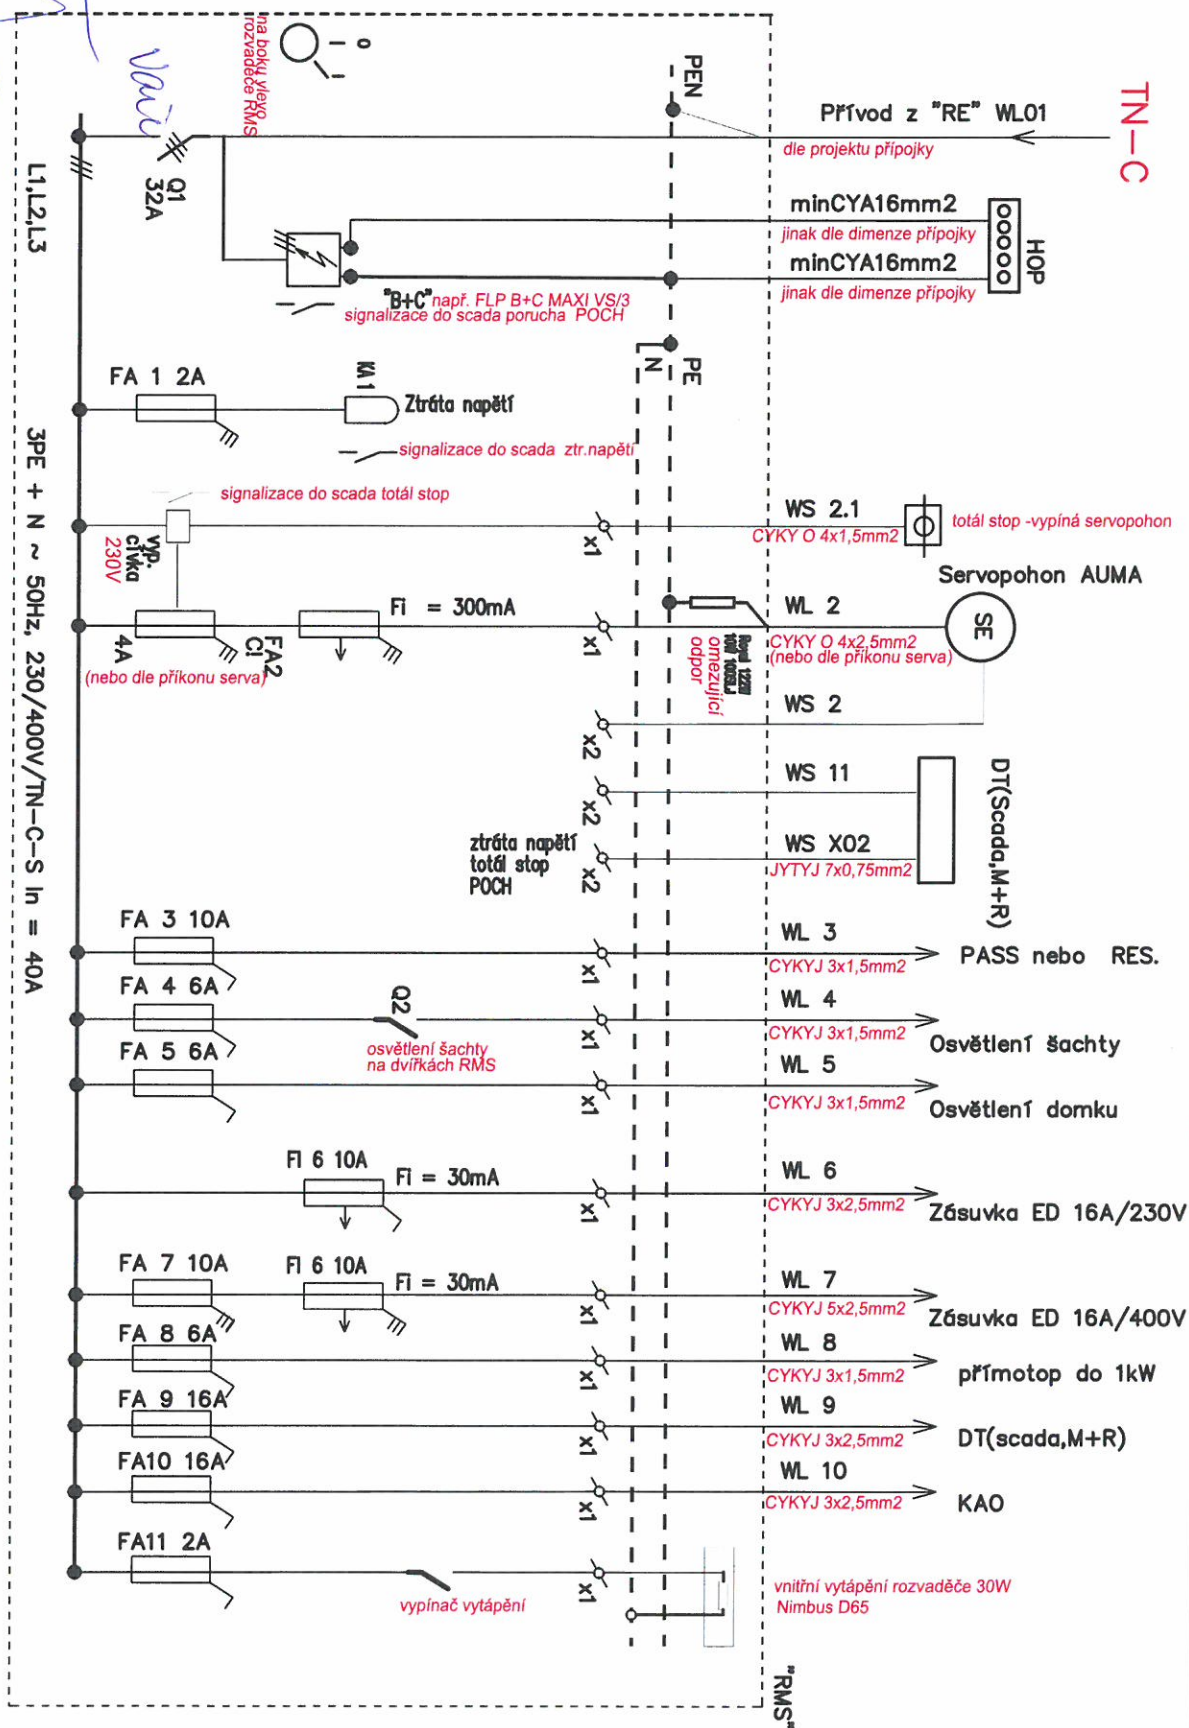 TN-C
PEN
Přívod z "RE" WL01
dle projektu přípojky
na boku vlevo
rozvaděče RMS
0
I
Q1
32A
L1,L2,L3
minCYA16mm2
jinak dle dimenze přípojky
HOP
minCYA16mm2
jinak dle dimenze přípojky
"B+C" např. FLP B+C MAXI VS/3
signalizace do scada porucha POCH
PE
N
FA 1 2A
KA 1
Ztráta napětí
signalizace do scada ztr.napětí
signalizace do scada totál stop
vyp.
cívka
230V
x1
WS 2.1
CYKY O 4x1,5mm2
totál stop -vypíná servopohon
Servopohon AUMA
Fi = 300mA
FA2
C!
4A
(nebo dle příkonu serva)
x1
WL 2
CYKY O 4x2,5mm2
(nebo dle příkonu serva)
SE
omezující
odpor
WS 2
x2
WS 11
x2
DT(Scada,M+R)
ztráta napětí
totál stop
POCH
x2
WS X02
JYTYJ 7x0,75mm2
3PE + N ~ 50Hz, 230/400V/TN-C-S In = 40A
FA 3 10A
x1
WL 3
CYKYJ 3x1,5mm2
PASS nebo RES.
FA 4 6A
Q2
osvětlení šachty
na dvířkách RMS
x1
WL 4
CYKYJ 3x1,5mm2
Osvětlení šachty
FA 5 6A
x1
WL 5
CYKYJ 3x1,5mm2
Osvětlení domku
FI 6 10A
Fi = 30mA
x1
WL 6
CYKYJ 3x2,5mm2
Zásuvka ED 16A/230V
FA 7 10A
FI 6 10A
Fi = 30mA
x1
WL 7
CYKYJ 5x2,5mm2
Zásuvka ED 16A/400V
FA 8 6A
x1
WL 8
CYKYJ 3x1,5mm2
přímotop do 1kW
FA 9 16A
x1
WL 9
CYKYJ 3x2,5mm2
DT(scada,M+R)
FA10 16A
x1
WL 10
CYKYJ 3x2,5mm2
KAO
FA11 2A
vypínač vytápění
x1
vnitřní vytápění rozvaděče 30W
Nimbus D65
"RMS"